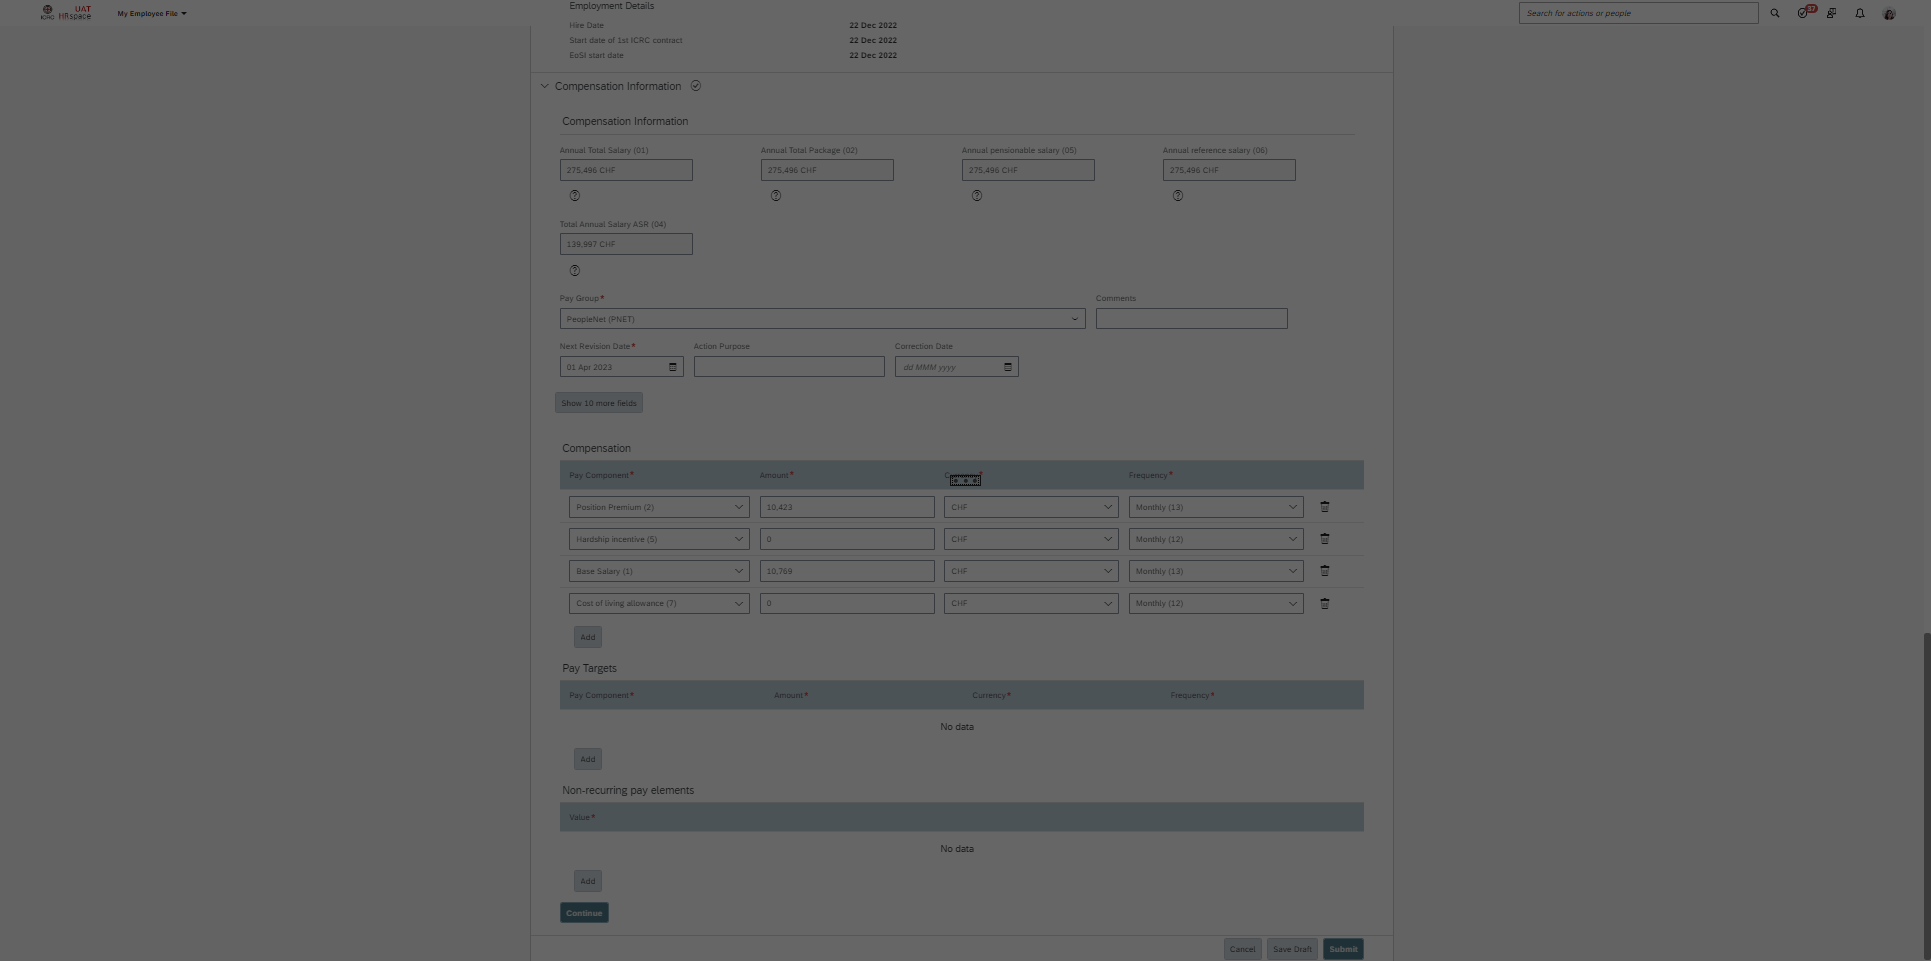 ICRC UAT HRspace My Employee File Search for actions or people 37
Employment Details
Hire Date 22 Dec 2022
Start date of 1st ICRC contract 22 Dec 2022
EoSI start date 22 Dec 2022
Compensation Information
Compensation Information
Annual Total Salary (01) Annual Total Package (02) Annual pensionable salary (05) Annual reference salary (06)
275,496 CHF 275,496 CHF 275,496 CHF 275,496 CHF
Total Annual Salary ASR (04)
139,997 CHF
Pay Group* Comments
PeopleNet (PNET)
Next Revision Date* Action Purpose Correction Date
01 Apr 2023 dd MMM yyyy
Show 10 more fields
Compensation
Pay Component* Amount* Frequency*
Position Premium (2) 10,423 CHF Monthly (13)
Hardship incentive (5) 0 CHF Monthly (12)
Base Salary (1) 10,769 CHF Monthly (13)
Cost of living allowance (7) 0 CHF Monthly (12)
Add
Pay Targets
Pay Component* Amount* Currency* Frequency*
No data
Add
Non-recurring pay elements
Value*
No data
Add
Continue
Cancel Save Draft Submit